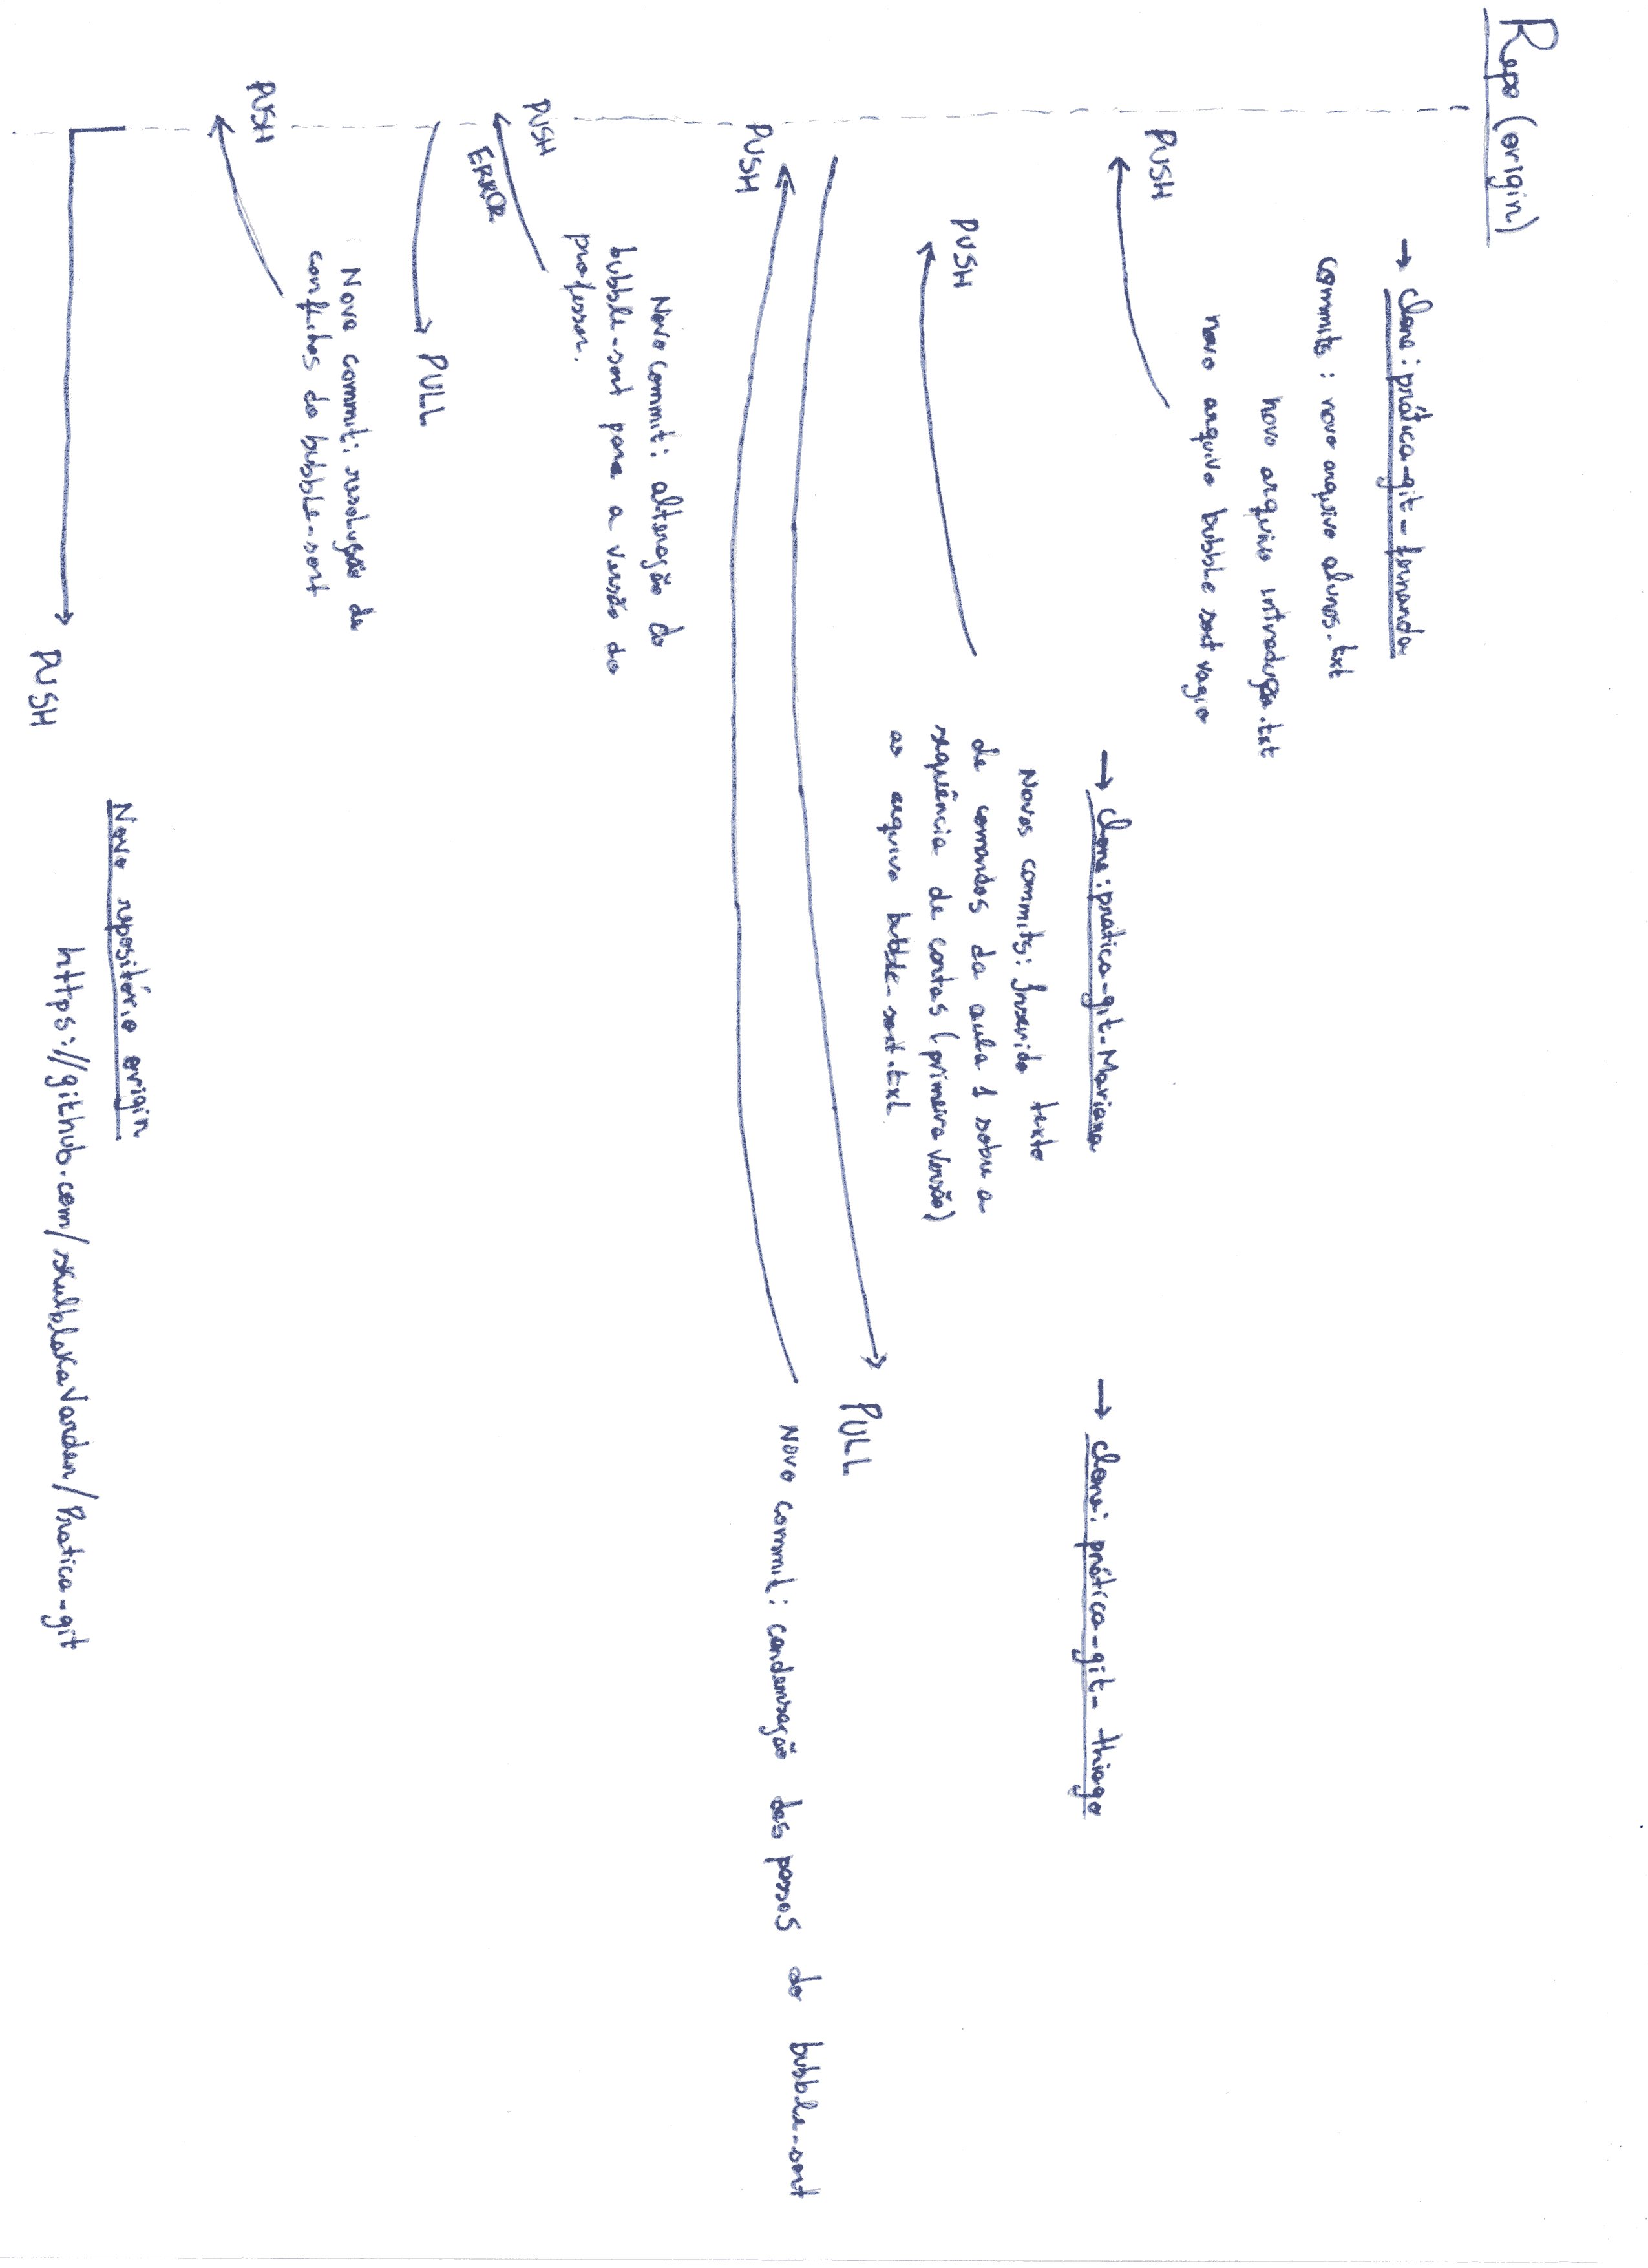 Repo (origin)
→ clone: prática-git-fernanda
commits: novo arquivo alunos.txt
novo arquivo introdução.txt
novo arquivo bubble sort vazio
PUSH
→ clone: pratica-git-Mariana
→ clone: prática-git-thiago
Novos commits: Inserido texto
de comandos da aula 1 sobre a
sequência de contas (primeira versão)
ao arquivo bubble-sort.txt
PUSH
PULL
PUSH
Novo commit: condensação dos passos do bubble-sort
Novo commit: alteração do
bubble-sort para a versão do
professor.
PUSH
ERROR
PULL
Novo commit: resolução de
conflitos do bubble-sort
PUSH
Novo repositório origin
PUSH
https://github.com/skulblakaVarden/Pratica-git